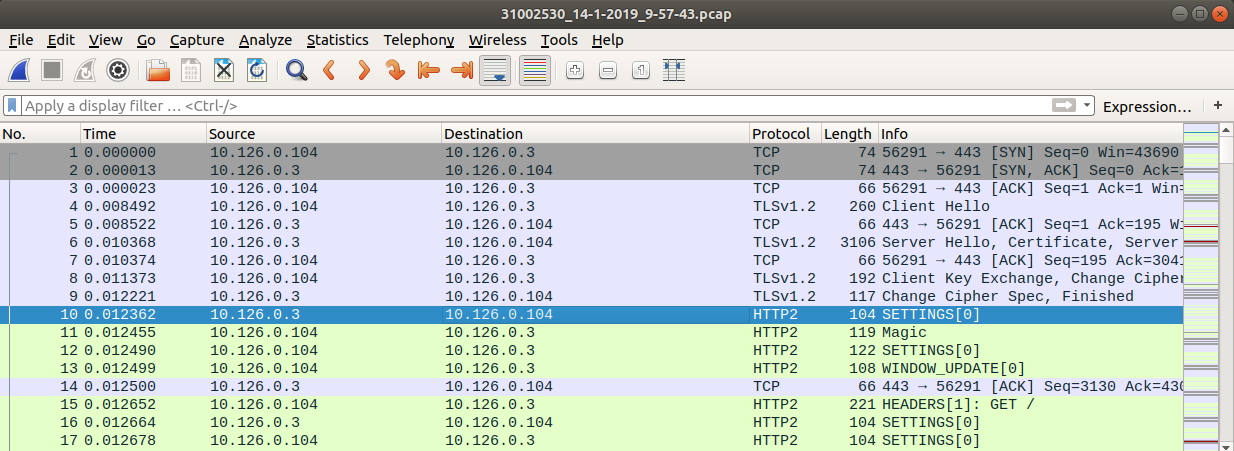 31002530_14-1-2019_9-57-43.pcap
File Edit View Go Capture Analyze Statistics Telephony Wireless Tools Help
Apply a display filter … <Ctrl-/> Expression… +
No. Time Source Destination Protocol Length Info
1 0.000000 10.126.0.104 10.126.0.3 TCP 74 56291 → 443 [SYN] Seq=0 Win=43690
2 0.000013 10.126.0.3 10.126.0.104 TCP 74 443 → 56291 [SYN, ACK] Seq=0 Ack=1
3 0.000023 10.126.0.104 10.126.0.3 TCP 66 56291 → 443 [ACK] Seq=1 Ack=1 Win=
4 0.008492 10.126.0.104 10.126.0.3 TLSv1.2 260 Client Hello
5 0.008522 10.126.0.3 10.126.0.104 TCP 66 443 → 56291 [ACK] Seq=1 Ack=195 Wi
6 0.010368 10.126.0.3 10.126.0.104 TLSv1.2 3106 Server Hello, Certificate, Server
7 0.010374 10.126.0.104 10.126.0.3 TCP 66 56291 → 443 [ACK] Seq=195 Ack=3041
8 0.011373 10.126.0.104 10.126.0.3 TLSv1.2 192 Client Key Exchange, Change Cipher
9 0.012221 10.126.0.3 10.126.0.104 TLSv1.2 117 Change Cipher Spec, Finished
10 0.012362 10.126.0.3 10.126.0.104 HTTP2 104 SETTINGS[0]
11 0.012455 10.126.0.104 10.126.0.3 HTTP2 119 Magic
12 0.012490 10.126.0.104 10.126.0.3 HTTP2 122 SETTINGS[0]
13 0.012499 10.126.0.104 10.126.0.3 HTTP2 108 WINDOW_UPDATE[0]
14 0.012500 10.126.0.3 10.126.0.104 TCP 66 443 → 56291 [ACK] Seq=3130 Ack=430
15 0.012652 10.126.0.104 10.126.0.3 HTTP2 221 HEADERS[1]: GET /
16 0.012664 10.126.0.3 10.126.0.104 HTTP2 104 SETTINGS[0]
17 0.012678 10.126.0.104 10.126.0.3 HTTP2 104 SETTINGS[0]